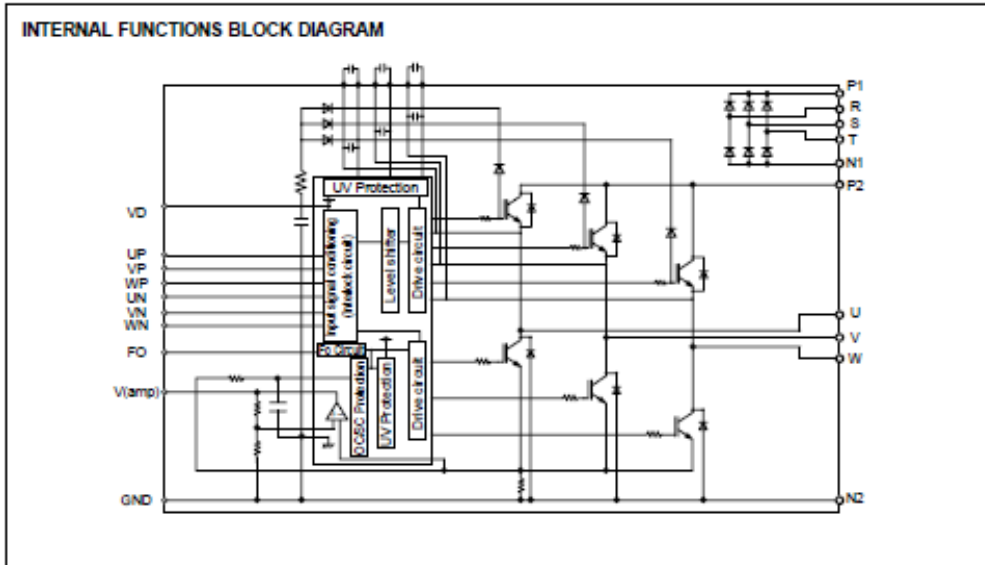 INTERNAL FUNCTIONS BLOCK DIAGRAM
P1
R
S
T
N1
P2
UV Protection
VD
UP
VP
WP
UN
VN
WN
FO
V(amp)
GND
Input signal conditioning
(Interlock circuit)
Level shifter
Drive circuit
Fo Circuit
OC/SC Protection
UV Protection
Drive circuit
U
V
W
N2